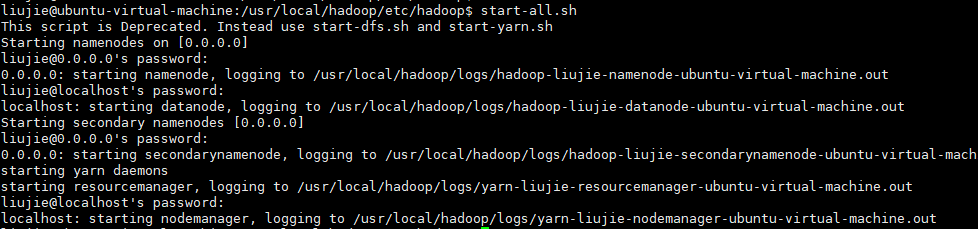 liujie@ubuntu-virtual-machine:/usr/local/hadoop/etc/hadoop$ start-all.sh
This script is Deprecated. Instead use start-dfs.sh and start-yarn.sh
Starting namenodes on [0.0.0.0]
liujie@0.0.0.0's password:
0.0.0.0: starting namenode, logging to /usr/local/hadoop/logs/hadoop-liujie-namenode-ubuntu-virtual-machine.out
liujie@localhost's password:
localhost: starting datanode, logging to /usr/local/hadoop/logs/hadoop-liujie-datanode-ubuntu-virtual-machine.out
Starting secondary namenodes [0.0.0.0]
liujie@0.0.0.0's password:
0.0.0.0: starting secondarynamenode, logging to /usr/local/hadoop/logs/hadoop-liujie-secondarynamenode-ubuntu-virtual-mach
starting yarn daemons
starting resourcemanager, logging to /usr/local/hadoop/logs/yarn-liujie-resourcemanager-ubuntu-virtual-machine.out
liujie@localhost's password:
localhost: starting nodemanager, logging to /usr/local/hadoop/logs/yarn-liujie-nodemanager-ubuntu-virtual-machine.out